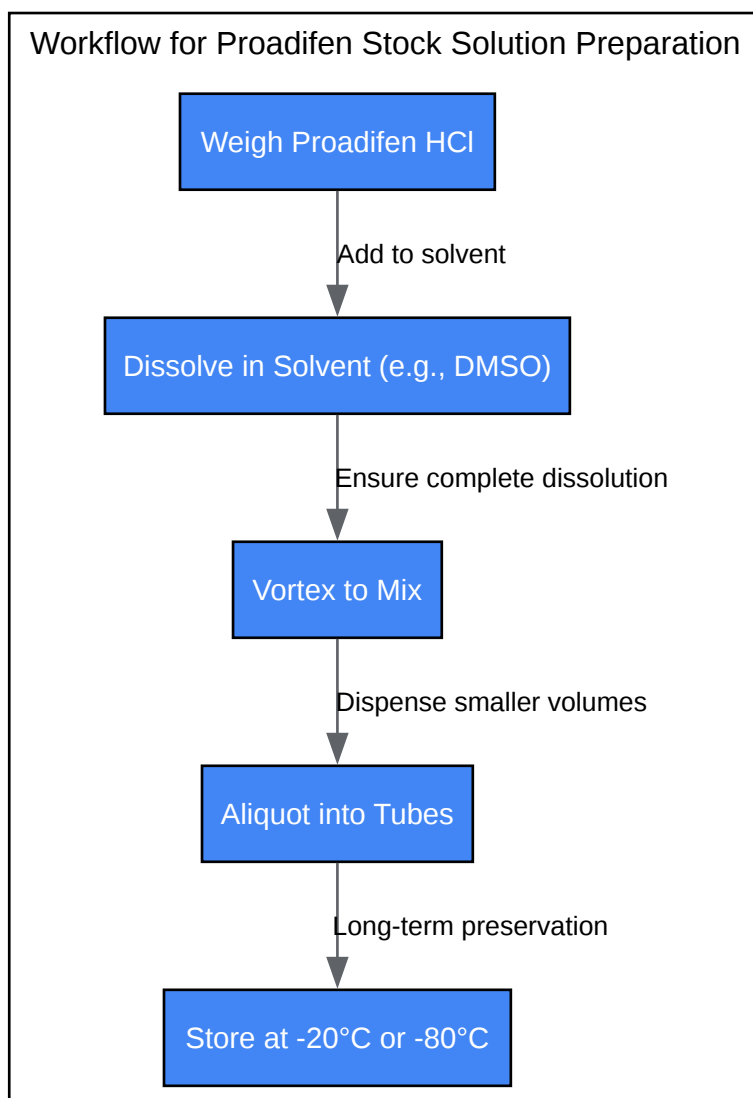 Workflow for Proadifen Stock Solution Preparation
Weigh Proadifen HCl
Add to solvent
Dissolve in Solvent (e.g., DMSO)
Ensure complete dissolution
Vortex to Mix
Dispense smaller volumes
Aliquot into Tubes
Long-term preservation
Store at -20°C or -80°C